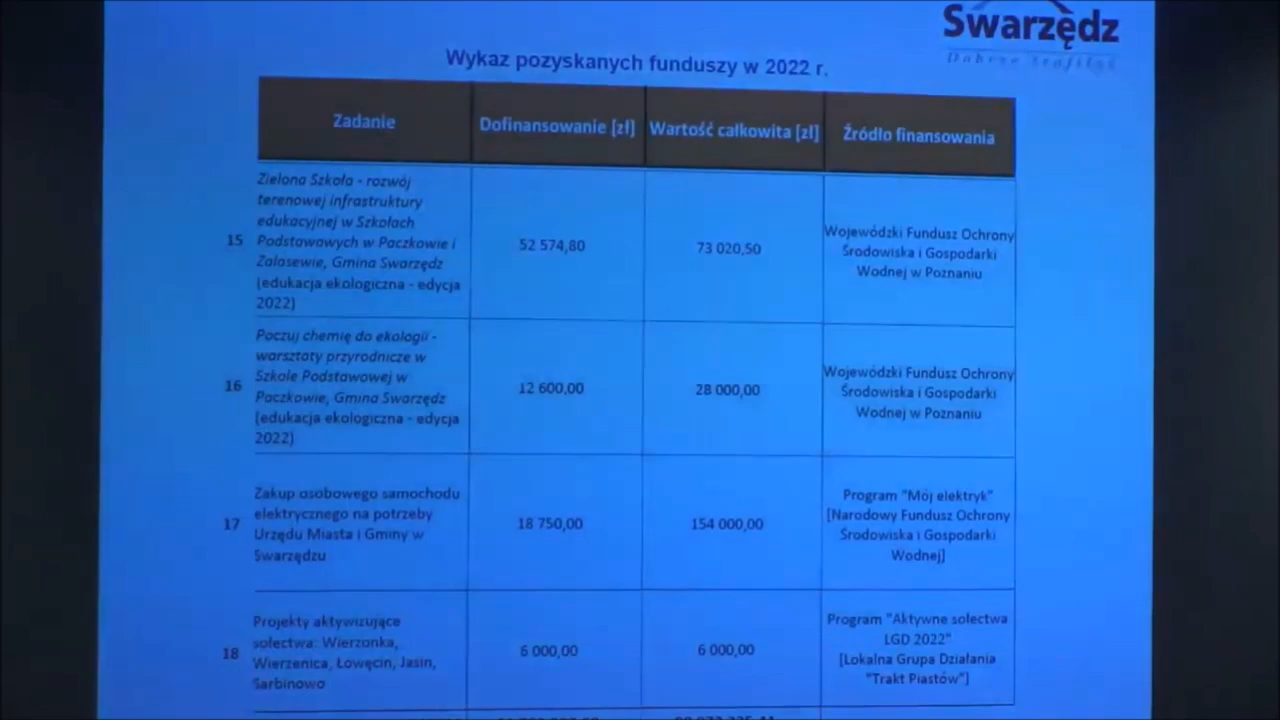 Swarzędz
Wykaz pozyskanych funduszy w 2022 r.
Zadanie
Dofinansowanie [zł]
Wartość całkowita [zł]
Źródło finansowania
15
Zielona Szkoła - rozwój
terenowej infrastruktury
edukacyjnej w Szkołach
Podstawowych w Paczkowie i
Zalasewie, Gmina Swarzędz
(edukacja ekologiczna - edycja
2022)
52 574,80
73 020,50
Wojewódzki Fundusz Ochrony
Środowiska i Gospodarki
Wodnej w Poznaniu
16
Poczuj chemię do ekologii -
warsztaty przyrodnicze w
Szkole Podstawowej w
Paczkowie, Gmina Swarzędz
(edukacja ekologiczna - edycja
2022)
12 600,00
28 000,00
Wojewódzki Fundusz Ochrony
Środowiska i Gospodarki
Wodnej w Poznaniu
17
Zakup osobowego samochodu
elektrycznego na potrzeby
Urzędu Miasta i Gminy w
Swarzędzu
18 750,00
154 000,00
Program "Mój elektryk"
[Narodowy Fundusz Ochrony
Środowiska i Gospodarki
Wodnej]
18
Projekty aktywizujące
sołectwa: Wierzonka,
Wierzenica, Łowęcin, Jasin,
Sarbinowo
6 000,00
6 000,00
Program "Aktywne sołectwa
LGD 2022"
[Lokalna Grupa Działania
"Trakt Piastów"]